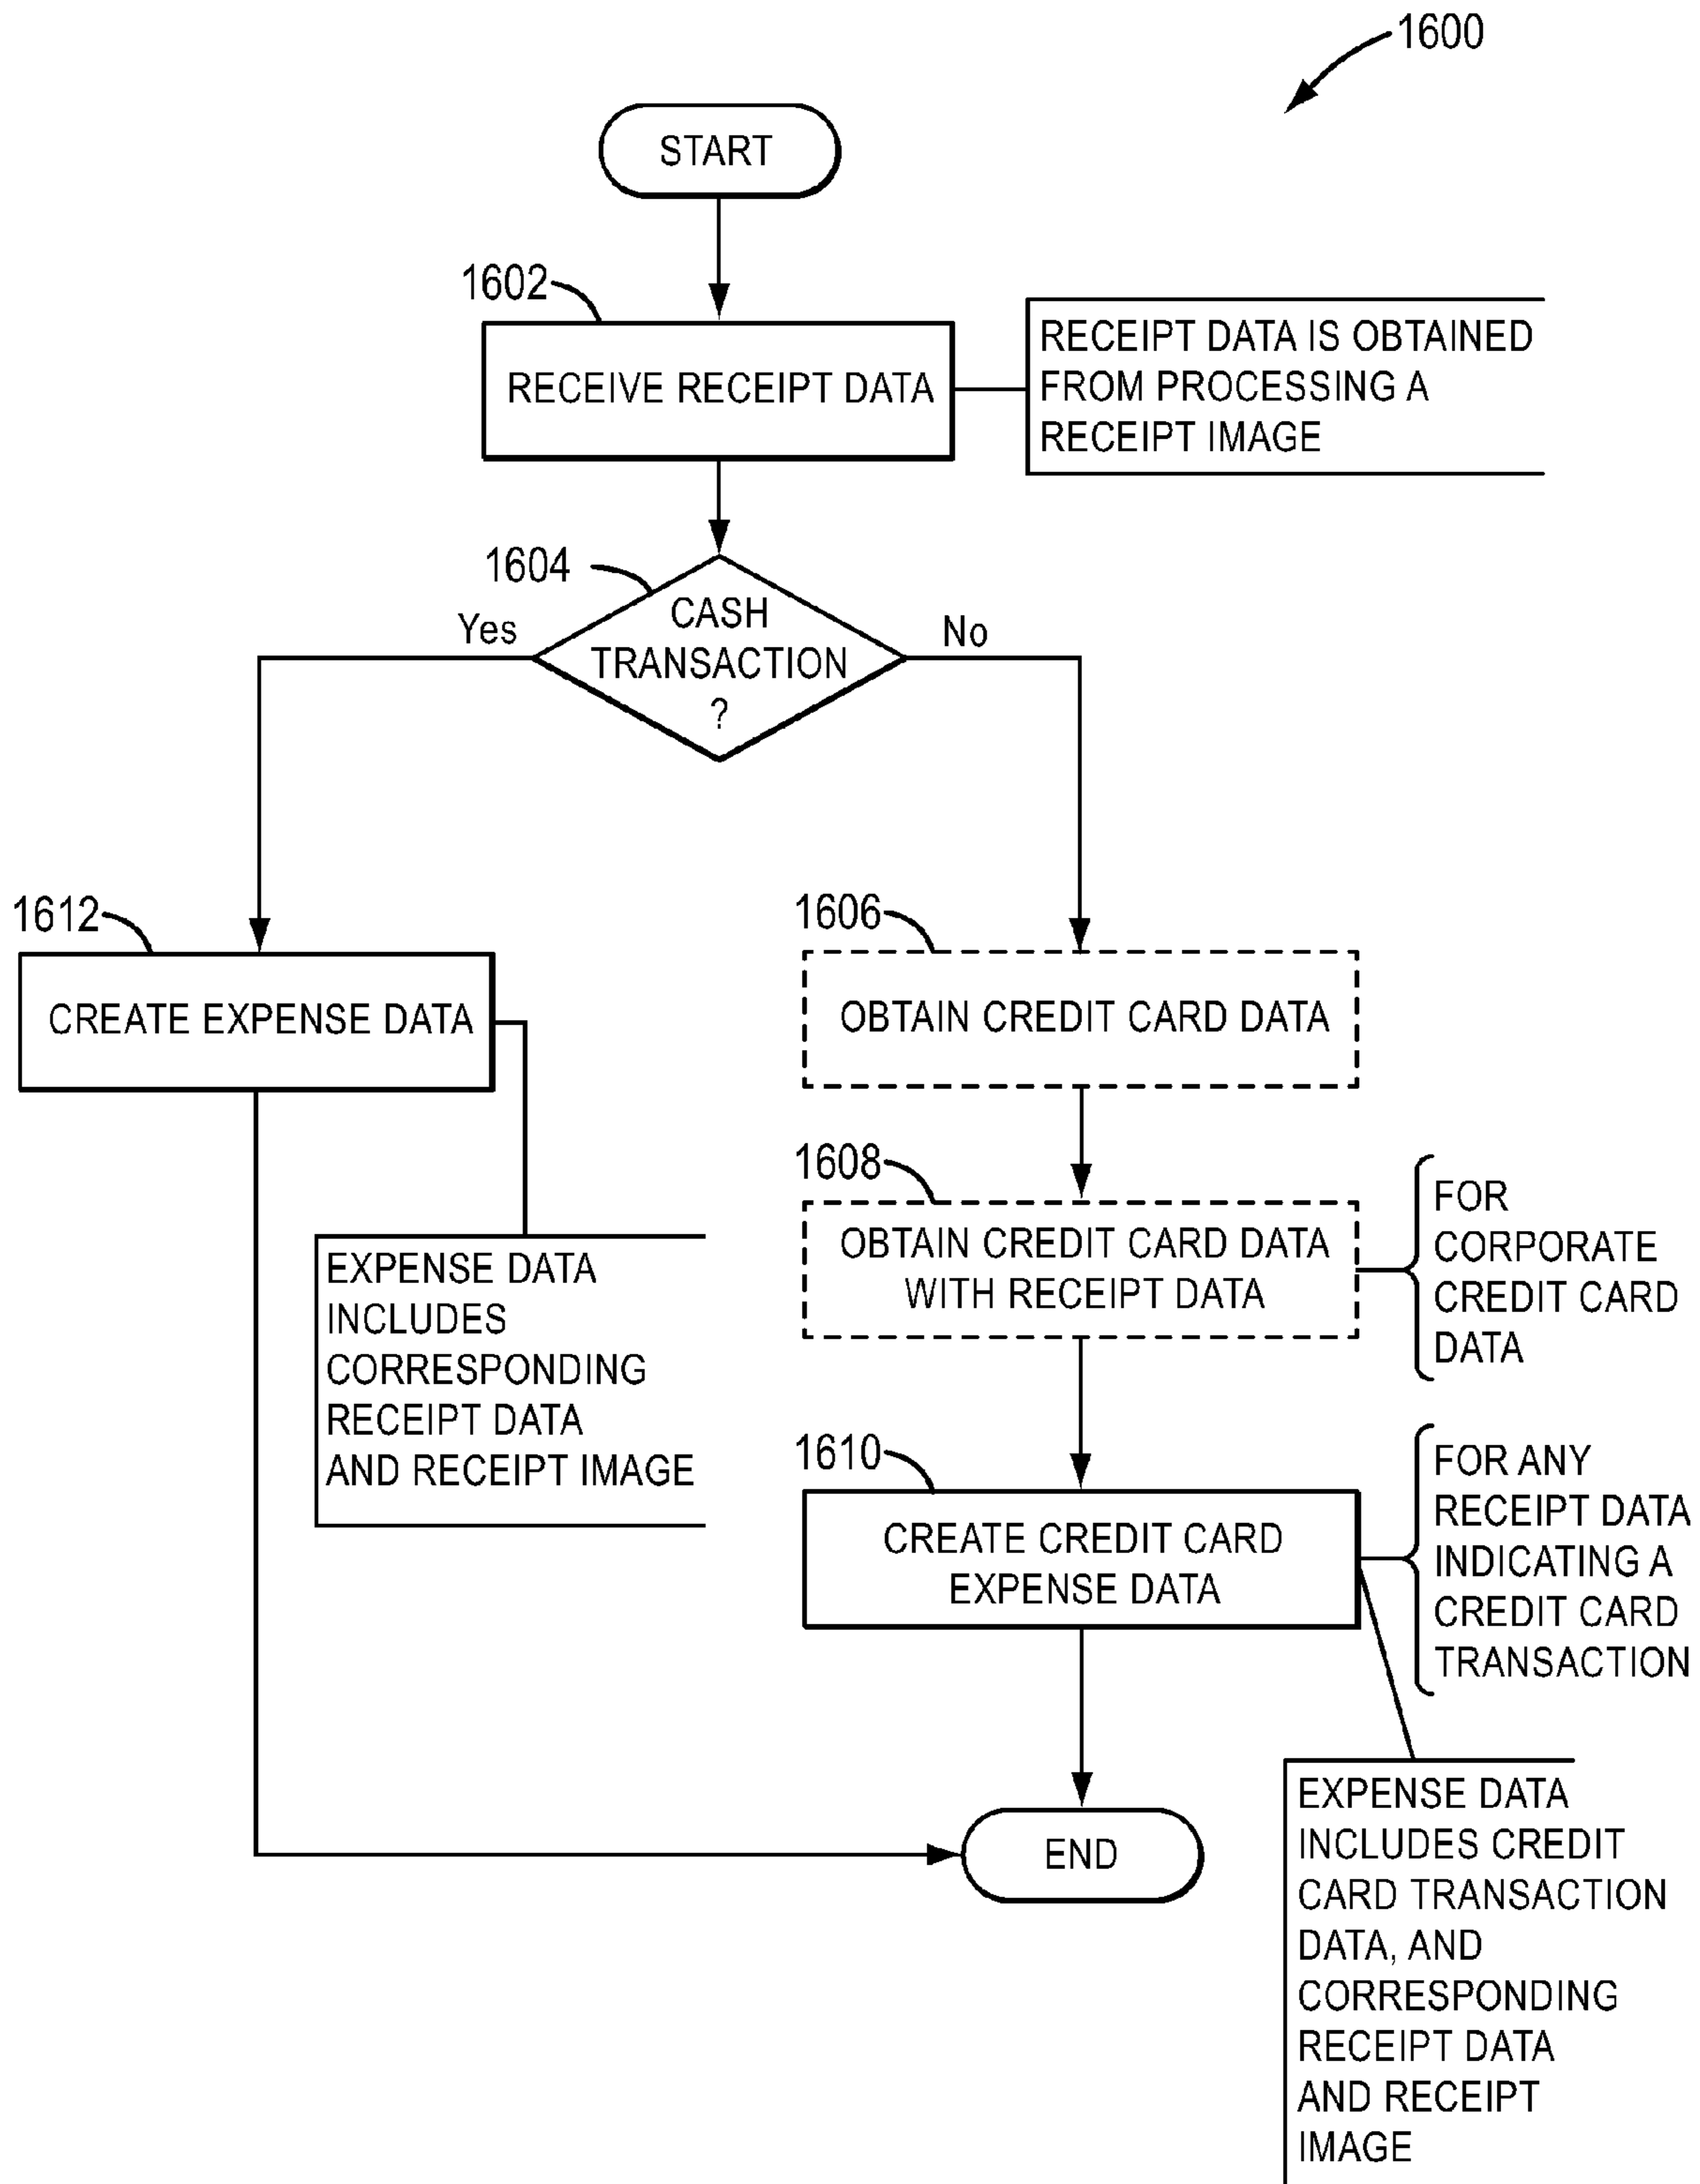 1600
START
1602
RECEIVE RECEIPT DATA
RECEIPT DATA IS OBTAINED
FROM PROCESSING A
RECEIPT IMAGE
1604
CASH
TRANSACTION
?
Yes
No
1612
CREATE EXPENSE DATA
EXPENSE DATA
INCLUDES
CORRESPONDING
RECEIPT DATA
AND RECEIPT IMAGE
1606
OBTAIN CREDIT CARD DATA
1608
OBTAIN CREDIT CARD DATA
WITH RECEIPT DATA
FOR
CORPORATE
CREDIT CARD
DATA
1610
CREATE CREDIT CARD
EXPENSE DATA
FOR ANY
RECEIPT DATA
INDICATING A
CREDIT CARD
TRANSACTION
EXPENSE DATA
INCLUDES CREDIT
CARD TRANSACTION
DATA, AND
CORRESPONDING
RECEIPT DATA
AND RECEIPT
IMAGE
END